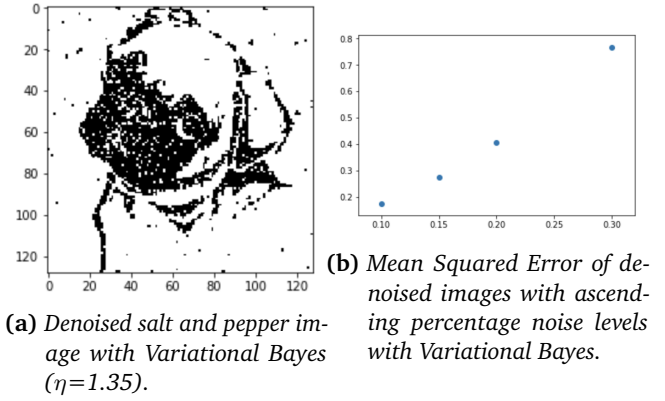 0
20
40
60
80
100
120
0 20 40 60 80 100 120
(a) Denoised salt and pepper im-
age with Variational Bayes
(η=1.35).
0.8
0.7
0.6
0.5
0.4
0.3
0.2
0.10 0.15 0.20 0.25 0.30
(b) Mean Squared Error of de-
noised images with ascend-
ing percentage noise levels
with Variational Bayes.